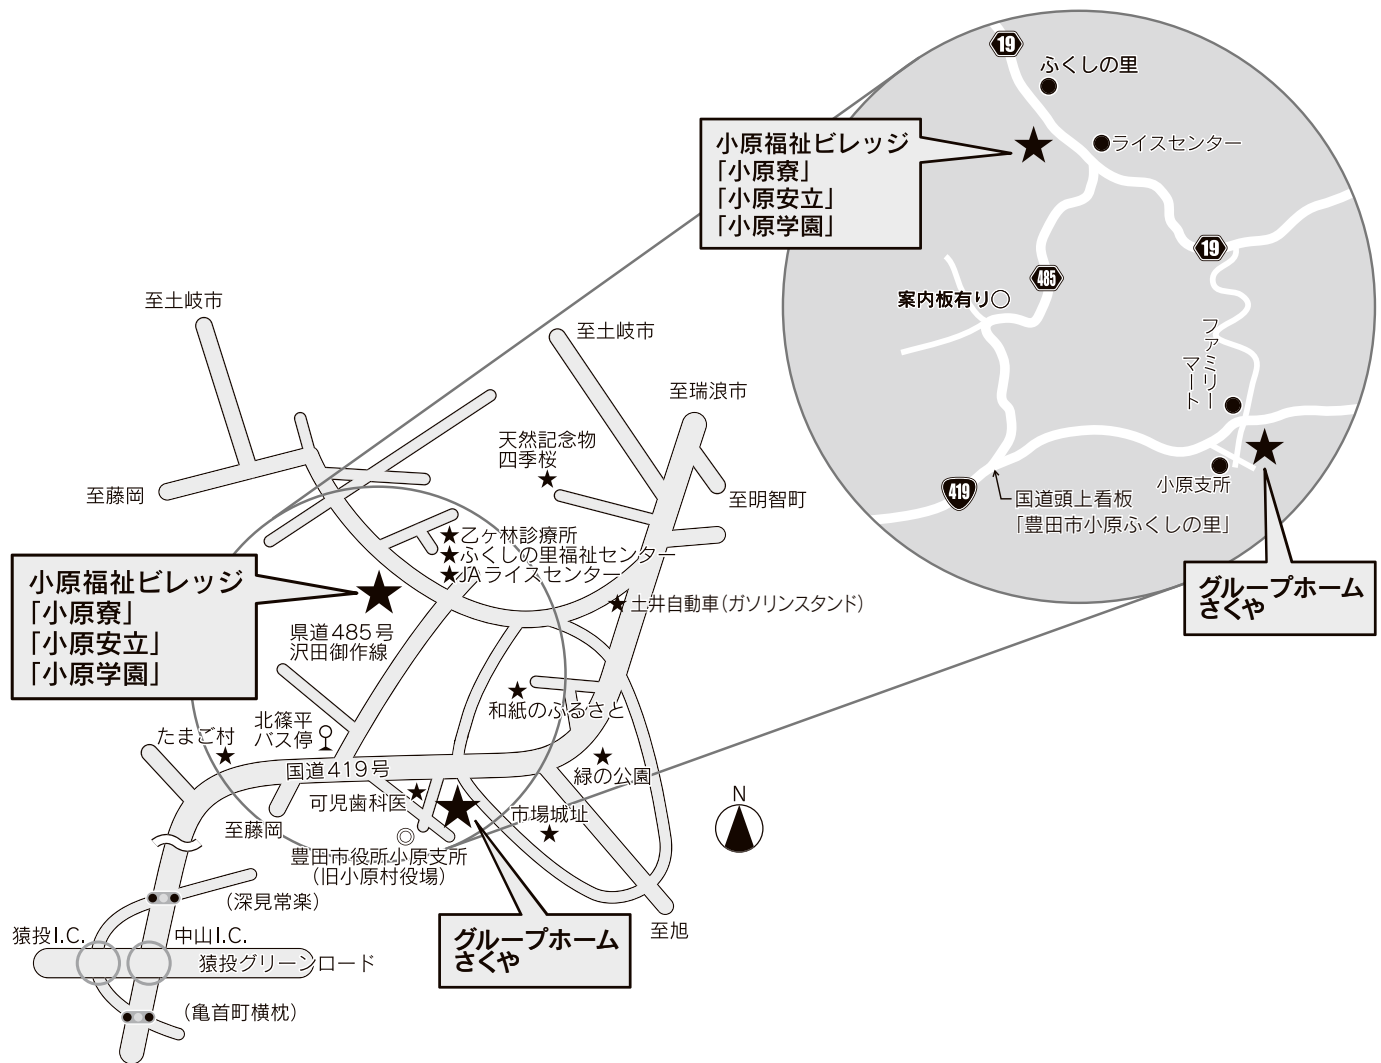 19
ふくしの里
小原福祉ビレッジ
「小原寮」
「小原安立」
「小原学園」
ライスセンター
19
485
案内板有り
ファミリー
マート
419
国道頭上看板
「豊田市小原ふくしの里」
小原支所
グループホーム
さくや
至土岐市
至土岐市
至瑞浪市
至藤岡
天然記念物
四季桜
至明智町
乙ヶ林診療所
ふくしの里福祉センター
JAライスセンター
土井自動車(ガソリンスタンド)
小原福祉ビレッジ
「小原寮」
「小原安立」
「小原学園」
県道485号
沢田御作線
和紙のふるさと
北篠平
バス停
たまご村
国道419号
緑の公園
可児歯科医
市場城址
N
至藤岡
豊田市役所小原支所
(旧小原村役場)
グループホーム
さくや
至旭
(深見常楽)
猿投I.C.
中山I.C.
猿投グリーンロード
(亀首町横枕)